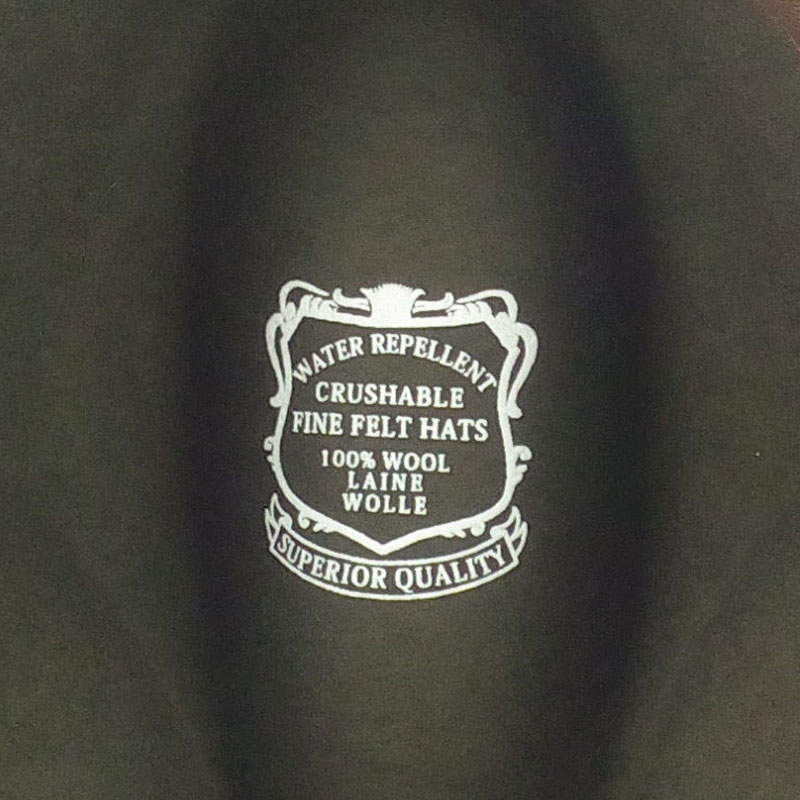 WATER REPELLENT
CRUSHABLE
FINE FELT HATS
100% WOOL
LAINE
WOLLE
SUPERIOR QUALITY